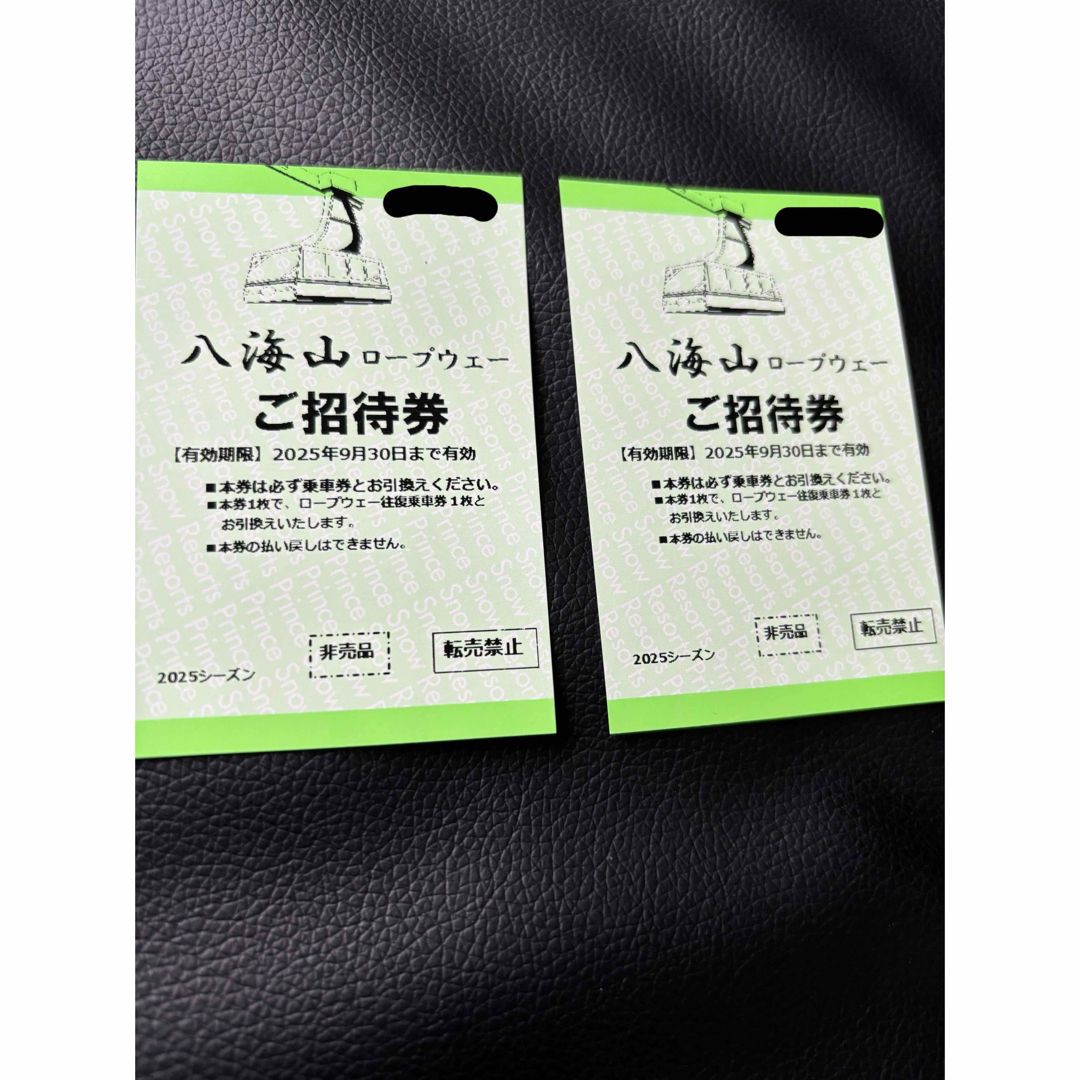 八海山ロープウェー
ご招待券
【有効期限】2025年9月30日まで有効
■本券は必ず乗車券とお引換えください。
■本券1枚で、ロープウェー往復乗車券1枚と
お引換えいたします。
■本券の払い戻しはできません。
非売品
転売禁止
2025シーズン
八海山ロープウェー
ご招待券
【有効期限】2025年9月30日まで有効
■本券は必ず乗車券とお引換えください。
■本券1枚で、ロープウェー往復乗車券1枚と
お引換えいたします。
■本券の払い戻しはできません。
非売品
転売禁止
2025シーズン
Prince Snow Resorts